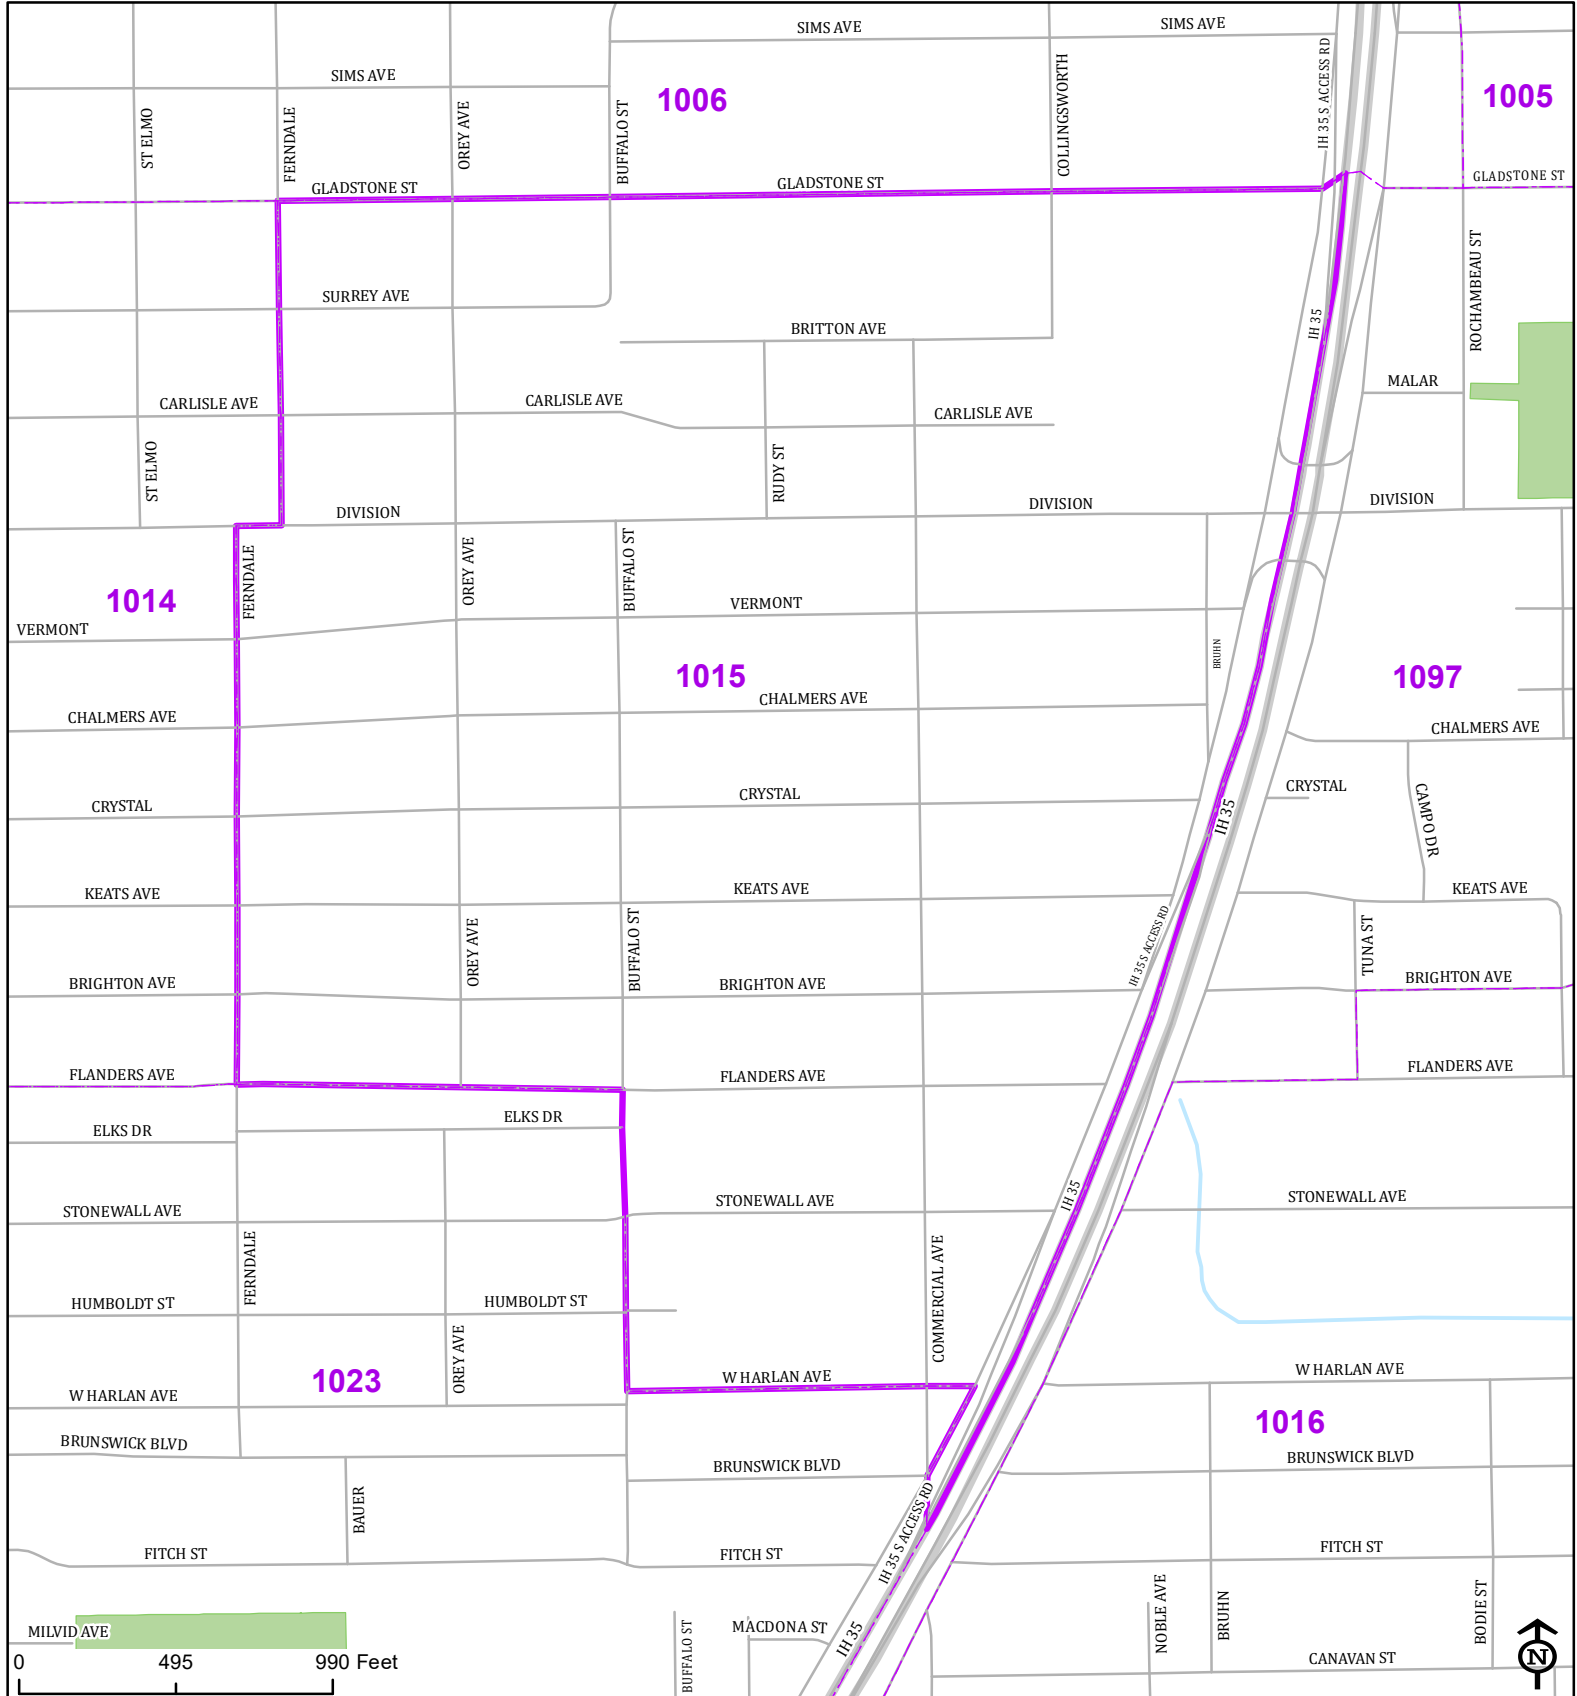 SIMS AVE
SIMS AVE
SIMS AVE
1006
1005
ST ELMO
FERNDALE
OREY AVE
BUFFALO ST
COLLINGSWORTH
IH 35 S ACCESS RD
GLADSTONE ST
GLADSTONE ST
GLADSTONE ST
ROCHAMBEAU ST
SURREY AVE
BRITTON AVE
IH 35
MALAR
CARLISLE AVE
CARLISLE AVE
CARLISLE AVE
ST ELMO
RUDY ST
DIVISION
DIVISION
DIVISION
FERNDALE
OREY AVE
BUFFALO ST
1014
VERMONT
VERMONT
BRUHN
1015
1097
CHALMERS AVE
CHALMERS AVE
CHALMERS AVE
CRYSTAL
CRYSTAL
CRYSTAL
IH 35
CAMPO DR
KEATS AVE
KEATS AVE
KEATS AVE
OREY AVE
BUFFALO ST
IH 35 S ACCESS RD
TUNA ST
BRIGHTON AVE
BRIGHTON AVE
BRIGHTON AVE
FLANDERS AVE
FLANDERS AVE
FLANDERS AVE
ELKS DR
ELKS DR
STONEWALL AVE
STONEWALL AVE
STONEWALL AVE
IH 35
FERNDALE
COMMERCIAL AVE
HUMBOLDT ST
HUMBOLDT ST
OREY AVE
1023
W HARLAN AVE
W HARLAN AVE
W HARLAN AVE
1016
BRUNSWICK BLVD
BRUNSWICK BLVD
BRUNSWICK BLVD
BAUER
IH 35 S ACCESS RD
FITCH ST
FITCH ST
FITCH ST
MILVID AVE
BUFFALO ST
MACDONA ST
IH 35
NOBLE AVE
BRUHN
BODIE ST
CANAVAN ST
0 495 990 Feet
N